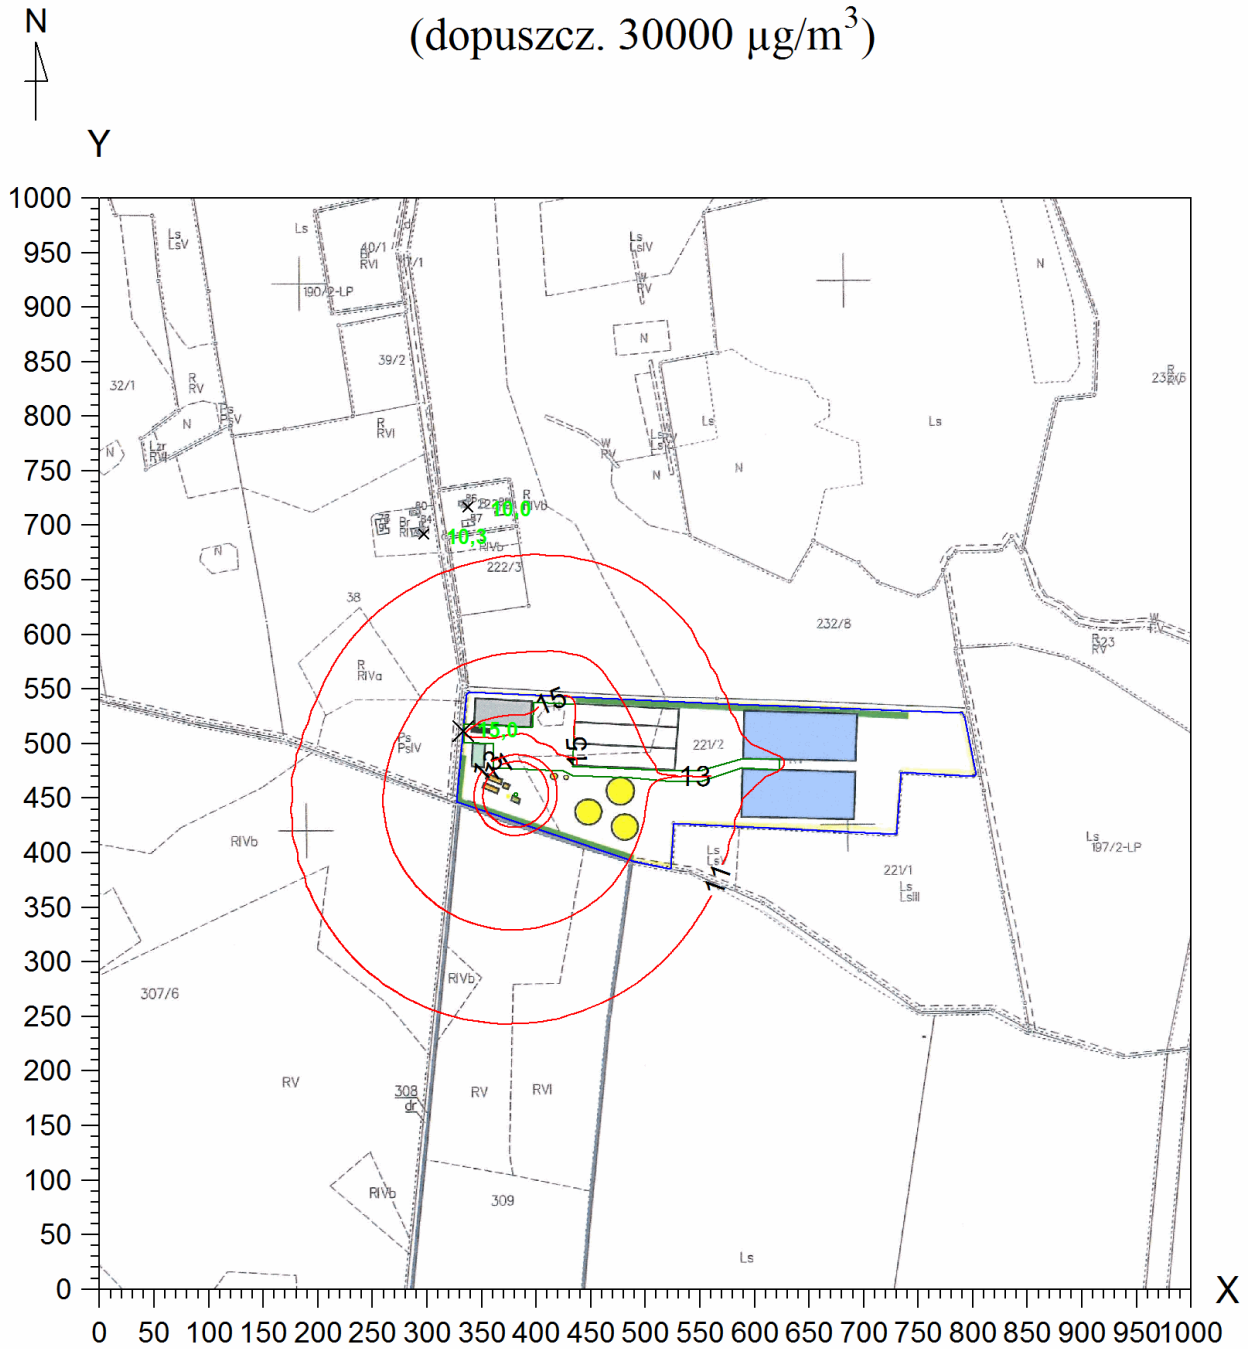 (dopuszcz. 30000 µg/m³)
N
Y
1000
950
900
850
800
750
700
650
600
550
500
450
400
350
300
250
200
150
100
50
0
0 50 100 150 200 250 300 350 400 450 500 550 600 650 700 750 800 850 900 950 1000
X
Ls
LsV
Ls
40/1
RVI
190/2-LP
Ls
LsIV
RV
N
N
39/2
32/1
R
RV
N
R
RVI
Ls
Ls
N
N
N
W
RV
10,0
10,3
RIVb
222/3
N
38
232/8
R
RIVa
W
RV
15
15,0
Ps
PsIV
15
221/2
13
RIVb
Ls
11
221/1
Ls
LsIII
Ls
197/2-LP
307/6
RIVb
RV
308
dr
RV
RVI
RIVb
309
Ls